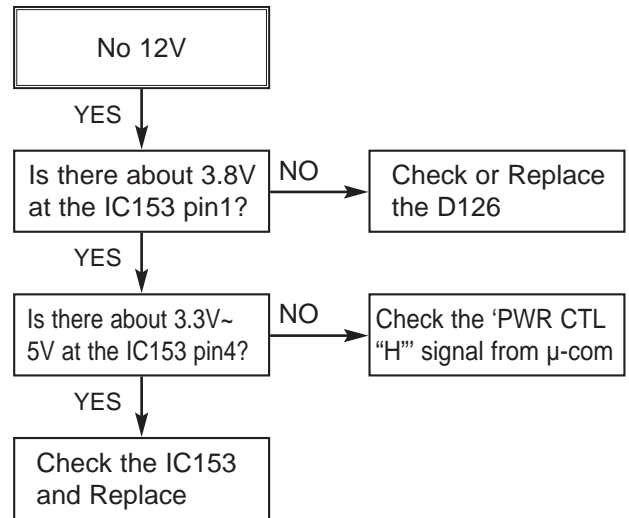 No 12V
YES
Is there about 3.8V
at the IC153 pin1?
NO
Check or Replace
the D126
YES
Is there about 3.3V~
5V at the IC153 pin4?
NO
Check the ‘PWR CTL
“H”’ signal from μ-com
YES
Check the IC153
and Replace